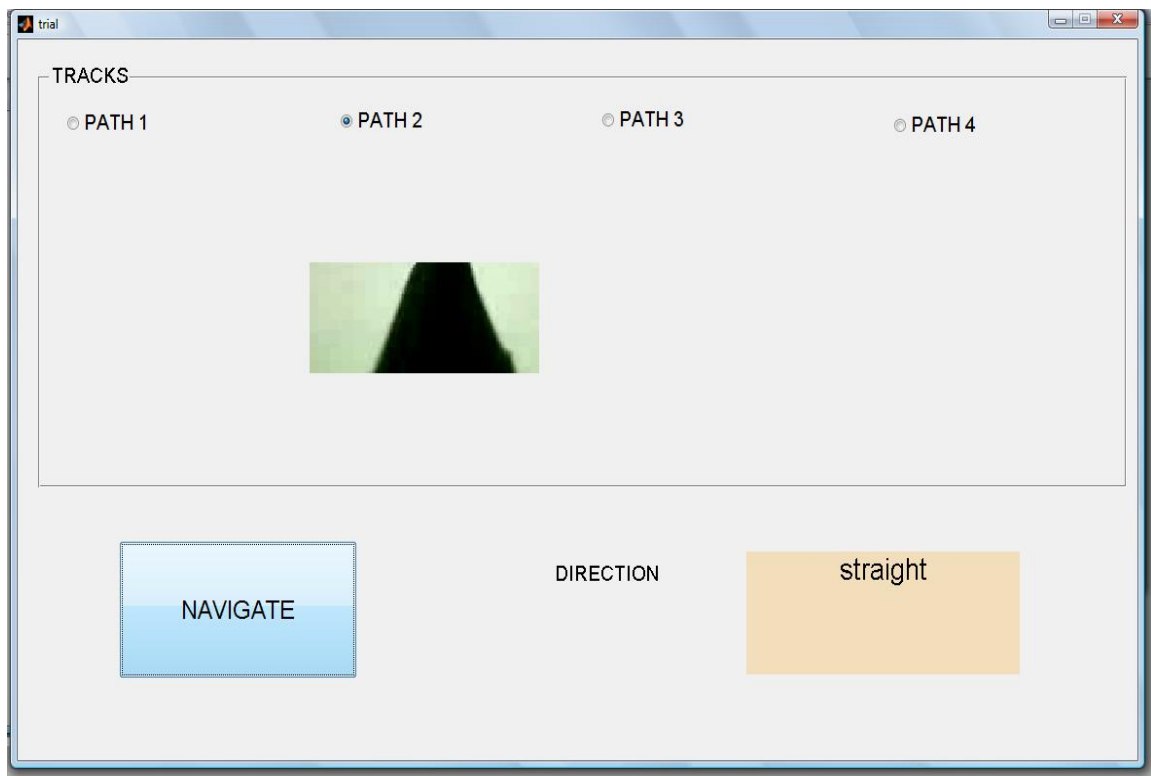 trial
TRACKS
PATH 1
PATH 2
PATH 3
PATH 4
NAVIGATE
DIRECTION
straight